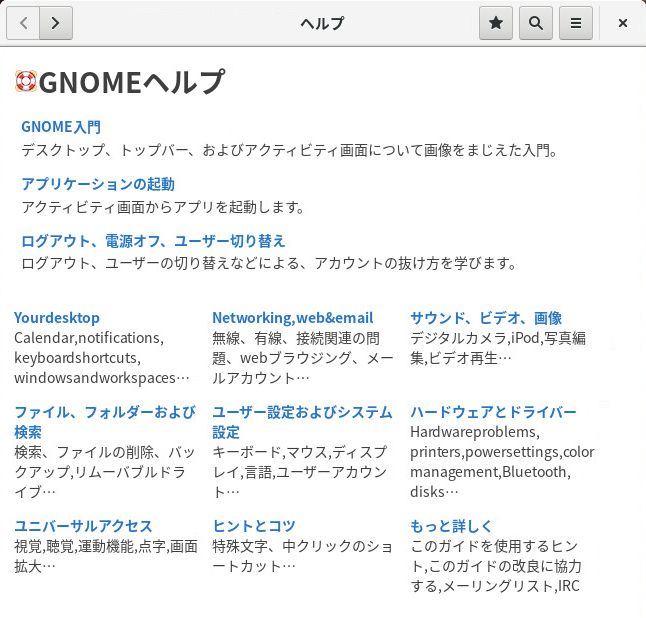 ヘルプ
GNOMEヘルプ
GNOME入門
デスクトップ、トップバー、およびアクティビティ画面について画像をまじえた入門。
アプリケーションの起動
アクティビティ画面からアプリを起動します。
ログアウト、電源オフ、ユーザー切り替え
ログアウト、ユーザーの切り替えなどによる、アカウントの抜け方を学びます。
Yourdesktop
Calendar,notifications,
keyboardshortcuts,
windowsandworkspaces…
Networking,web&email
無線、有線、接続関連の問
題、webブラウジング、メー
ルアカウント…
サウンド、ビデオ、画像
デジタルカメラ,iPod,写真編
集,ビデオ再生…
ファイル、フォルダーおよび
検索
検索、ファイルの削除、バッ
クアップ,リムーバブルドラ
イブ…
ユーザー設定およびシステム
設定
キーボード,マウス,ディスプ
レイ,言語,ユーザーアカウン
ト…
ハードウェアとドライバー
Hardwareproblems,
printers,powersettings,color
management,Bluetooth,
disks…
ユニバーサルアクセス
視覚,聴覚,運動機能,点字,画面
拡大…
ヒントとコツ
特殊文字、中クリックのショ
ートカット…
もっと詳しく
このガイドを使用するヒン
ト,このガイドの改良に協力
する,メーリングリスト,IRC